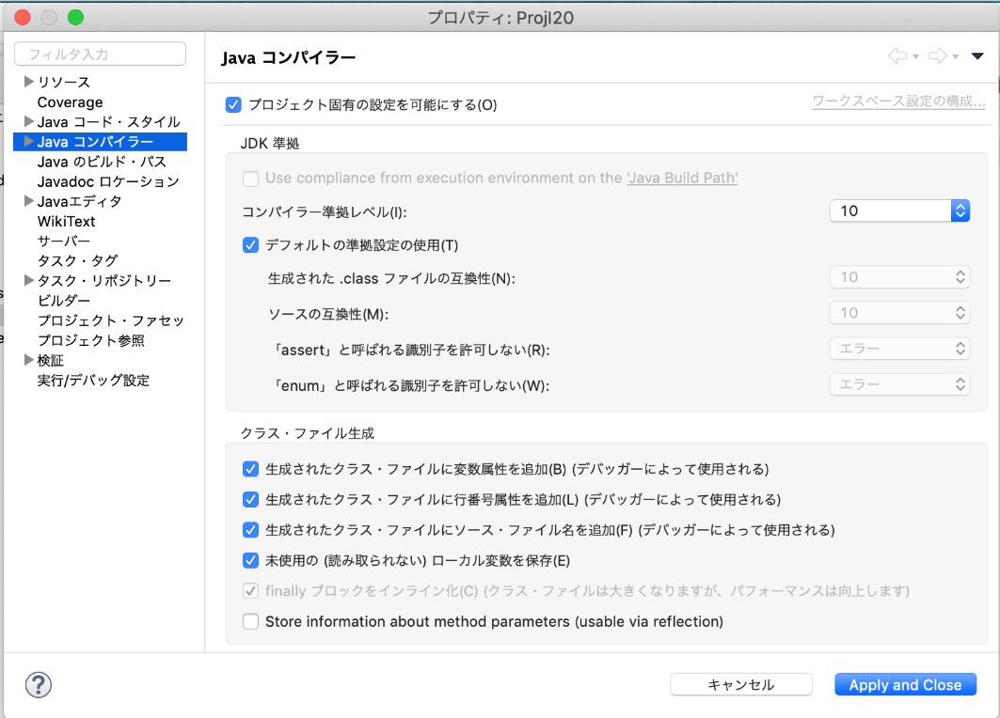 プロパティ: ProjI20
フィルタ入力
リソース
Coverage
Java コード・スタイル
Java コンパイラー
Java のビルド・パス
Javadoc ロケーション
Javaエディタ
WikiText
サーバー
タスク・タグ
タスク・リポジトリー
ビルダー
プロジェクト・ファセッ
プロジェクト参照
検証
実行/デバッグ設定
Java コンパイラー
プロジェクト固有の設定を可能にする(O)
ワークスペース設定の構成...
JDK 準拠
Use compliance from execution environment on the 'Java Build Path'
コンパイラー準拠レベル(I): 10
デフォルトの準拠設定の使用(T)
生成された .class ファイルの互換性(N): 10
ソースの互換性(M): 10
「assert」と呼ばれる識別子を許可しない(R): エラー
「enum」と呼ばれる識別子を許可しない(W): エラー
クラス・ファイル生成
生成されたクラス・ファイルに変数属性を追加(B) (デバッガーによって使用される)
生成されたクラス・ファイルに行番号属性を追加(L) (デバッガーによって使用される)
生成されたクラス・ファイルにソース・ファイル名を追加(F) (デバッガーによって使用される)
未使用の (読み取られない) ローカル変数を保存(E)
finally ブロックをインライン化(C) (クラス・ファイルは大きくなりますが、パフォーマンスは向上します)
Store information about method parameters (usable via reflection)
?
キャンセル
Apply and Close